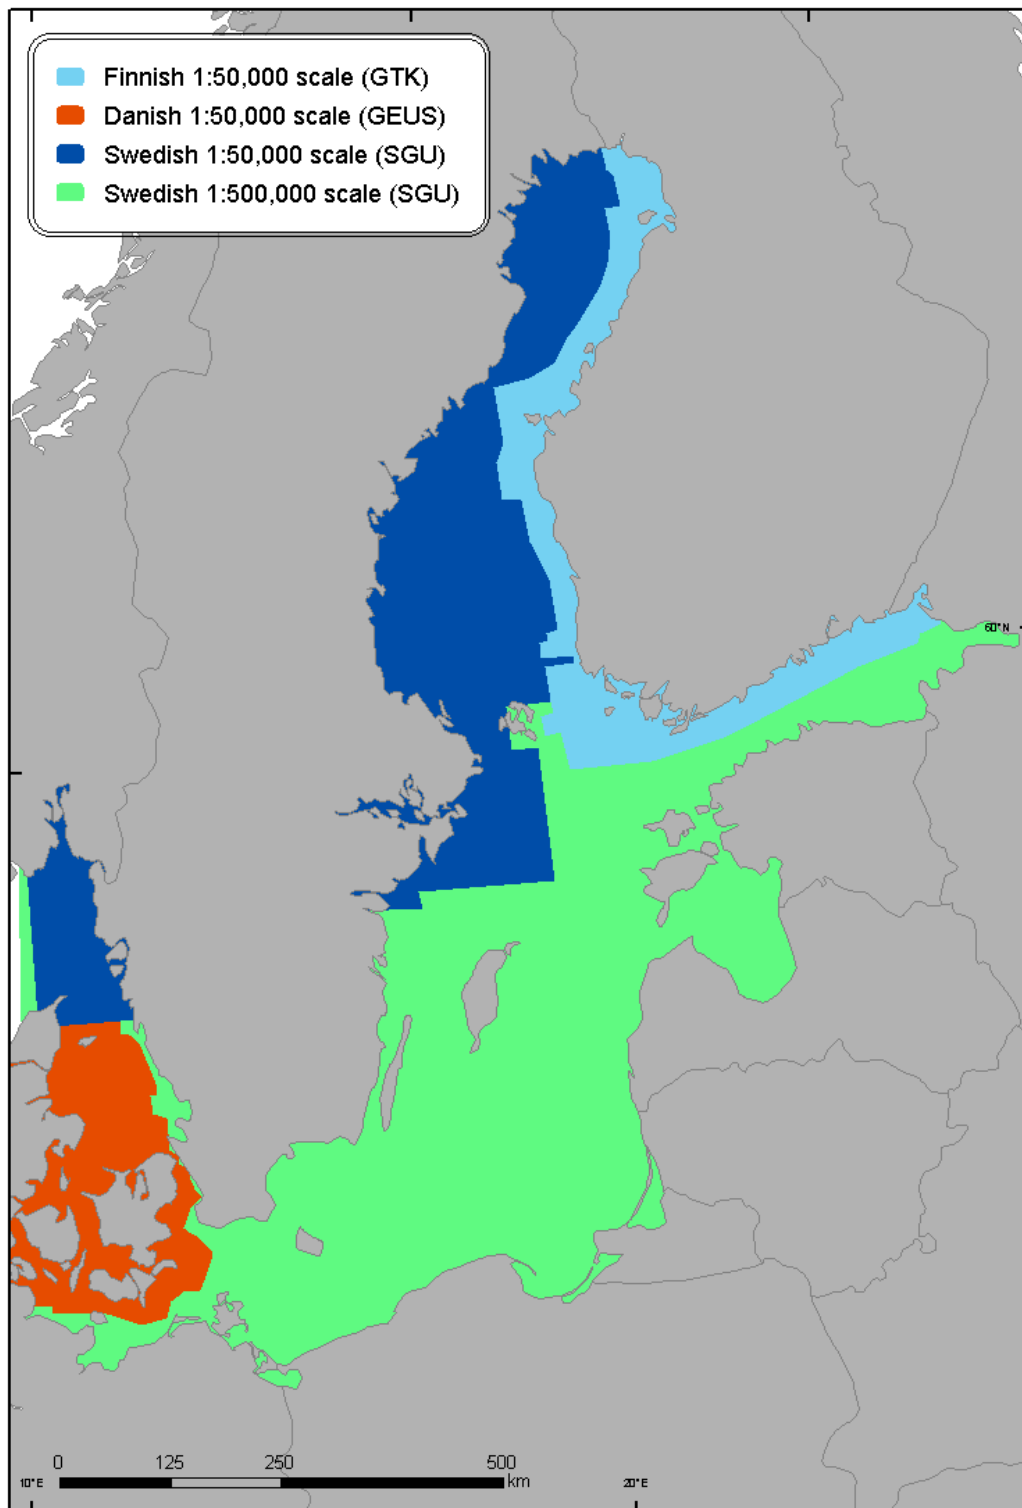 Finnish 1:50,000 scale (GTK)
Danish 1:50,000 scale (GEUS)
Swedish 1:50,000 scale (SGU)
Swedish 1:500,000 scale (SGU)
60°N
0 125 250 500
km
10°E 20°E